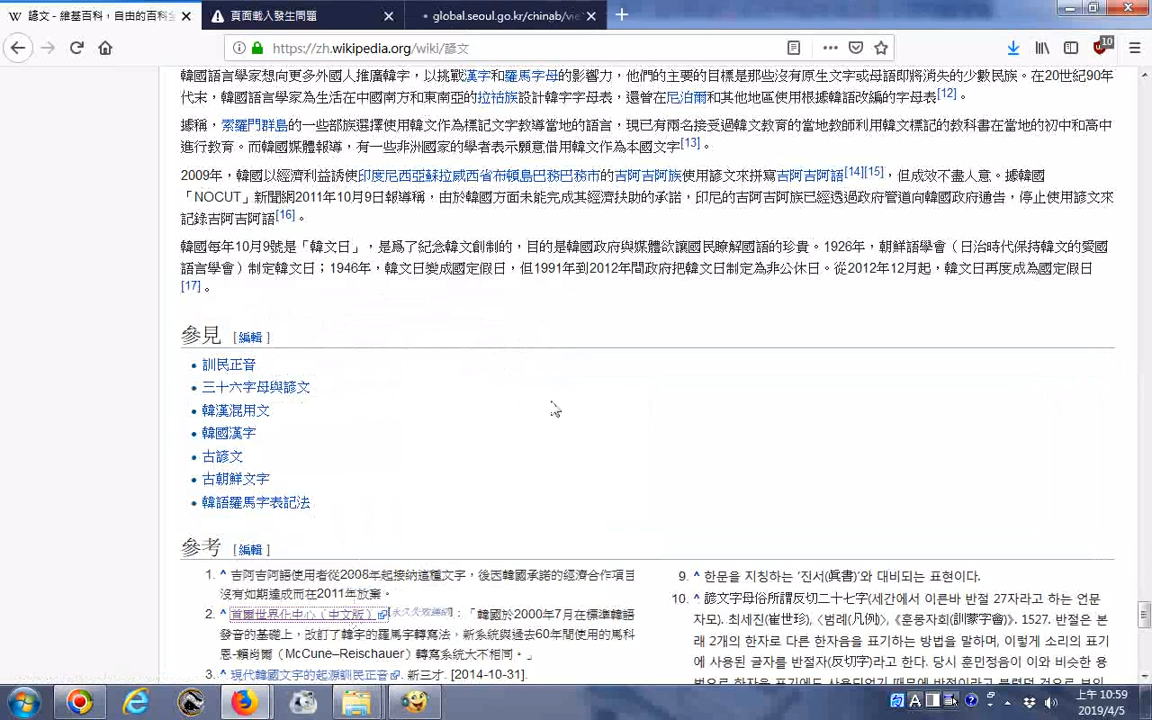 諺文 - 維基百科，自由的百科全
頁面載入發生問題
global.seoul.go.kr/chinab/vie
https://zh.wikipedia.org/wiki/諺文
10
韓國語言學家想向更多外國人推廣韓字，以挑戰漢字和羅馬字母的影響力，他們的主要的目標是那些沒有原生文字或母語即將消失的少數民族。在20世紀90年
代末，韓國語言學家為生活在中國南方和東南亞的拉祜族設計韓字字母表，還曾在尼泊爾和其他地區使用根據韓語改編的字母表[12]。
據稱，索羅門群島的一些部族選擇使用韓文作為標記文字教導當地的語言，現已有兩名接受過韓文教育的當地教師利用韓文標記的教科書在當地的初中和高中
進行教育。而韓國媒體報導，有一些非洲國家的學者表示願意借用韓文作為本國文字[13]。
2009年，韓國以經濟利益誘使印度尼西亞蘇拉威西省布頓島巴務巴務市的吉阿吉阿族使用諺文來拼寫吉阿吉阿語[14][15]，但成效不盡人意。據韓國
「NOCUT」新聞網2011年10月9日報導稱，由於韓國方面未能完成其經濟扶助的承諾，印尼的吉阿吉阿族已經透過政府管道向韓國政府通告，停止使用諺文來
記錄吉阿吉阿語[16]。
韓國每年10月9號是「韓文日」，是爲了紀念韓文創制的，目的是韓國政府與媒體欲讓國民瞭解國語的珍貴。1926年，朝鮮語學會（日治時代保持韓文的愛國
語言學會）制定韓文日；1946年，韓文日變成國定假日，但1991年到2012年間政府把韓文日制定為非公休日。從2012年12月起，韓文日再度成為國定假日
[17]。
參見 [編輯]
訓民正音
三十六字母與諺文
韓漢混用文
韓國漢字
古諺文
古朝鮮文字
韓語羅馬字表記法
參考 [編輯]
1. ^ 吉阿吉阿語使用者從2008年起接納這種文字，後因韓國承諾的經濟合作項目
沒有如期達成而在2011年放棄。
2. ^ 首爾世界化中心（中文版）[永久失效連結]：「韓國於2000年7月在標準韓語
發音的基礎上，改訂了韓字的羅馬字轉寫法，新系統與過去60年間使用的馬科
恩-賴肖爾（McCune–Reischauer）轉寫系統大不相同。」
3. ^ 現代韓國文字的起源訓民正音. 新三才. [2014-10-31].
9. ^ 한문을 지칭하는 '진서(眞書)'와 대비되는 표현이다.
10. ^ 諺文字母俗所謂反切二十七字(세간에서 이른바 반절 27자라고 하는 언문
자모). 최세진(崔世珍),〈범례(凡例)〉,《훈몽자회(訓蒙字會)》. 1527. 반절은 본
래 2개의 한자로 다른 한자음을 표기하는 방법을 말하며, 이렇게 소리의 표기
에 사용된 글자를 반절자(反切字)라고 한다. 당시 훈민정음이 이와 비슷한 용
上午 10:59
2019/4/5